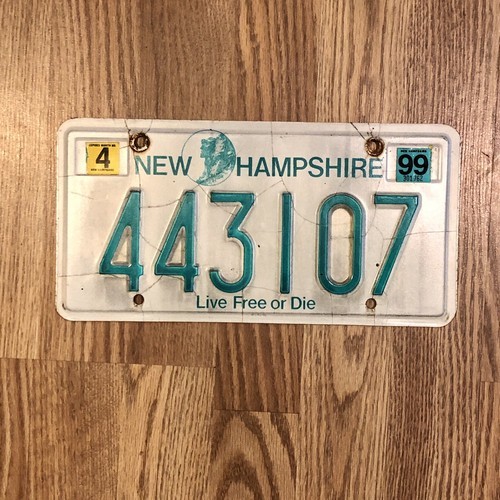 4
NEW HAMPSHIRE
99
443107
Live Free or Die